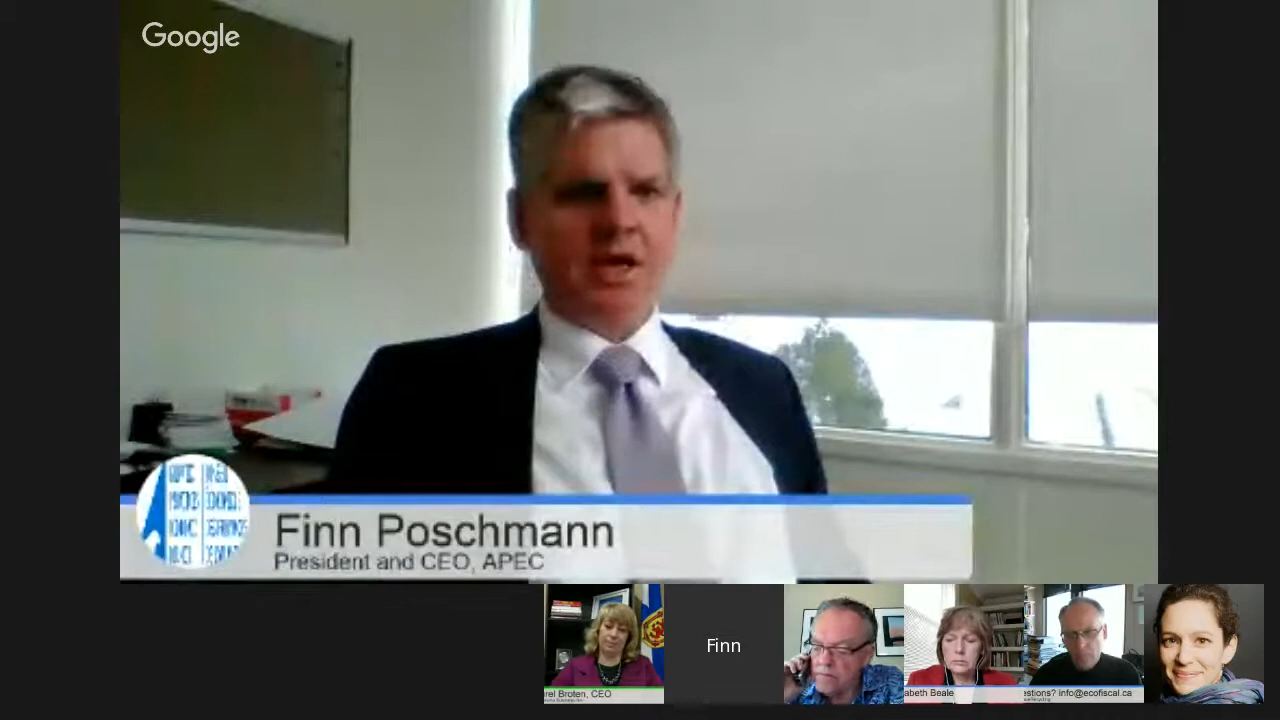 Google
Finn Poschmann
President and CEO, APEC
Finn
rel Broten, CEO
abeth Beale
estions? info@ecofiscal.ca